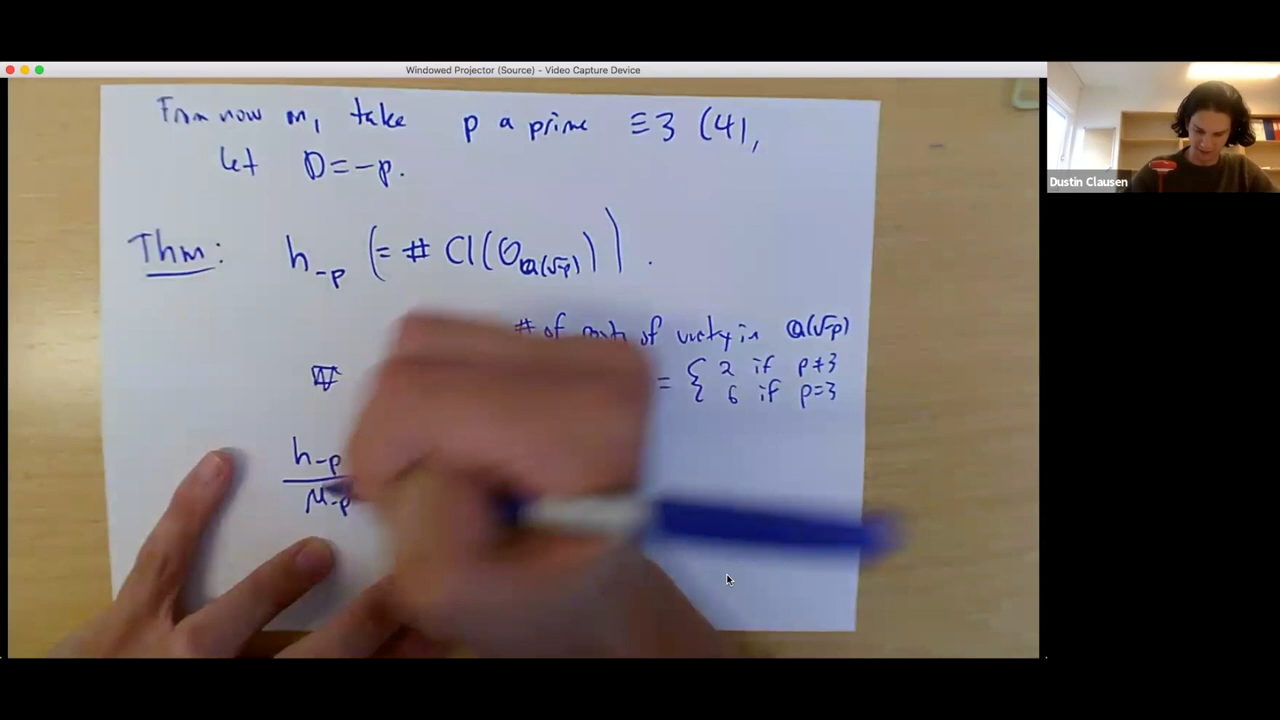 Windowed Projector (Source) - Video Capture Device
From now on, take p a prime ≡3 (4),
let D=-p.
Dustin Clausen
Thm: h_-p (= # Cl(O_Q(√-p))).
# of roots of unity in Q(√-p)
= { 2 if p≠3
6 if p=3
h_-p
μ_-p